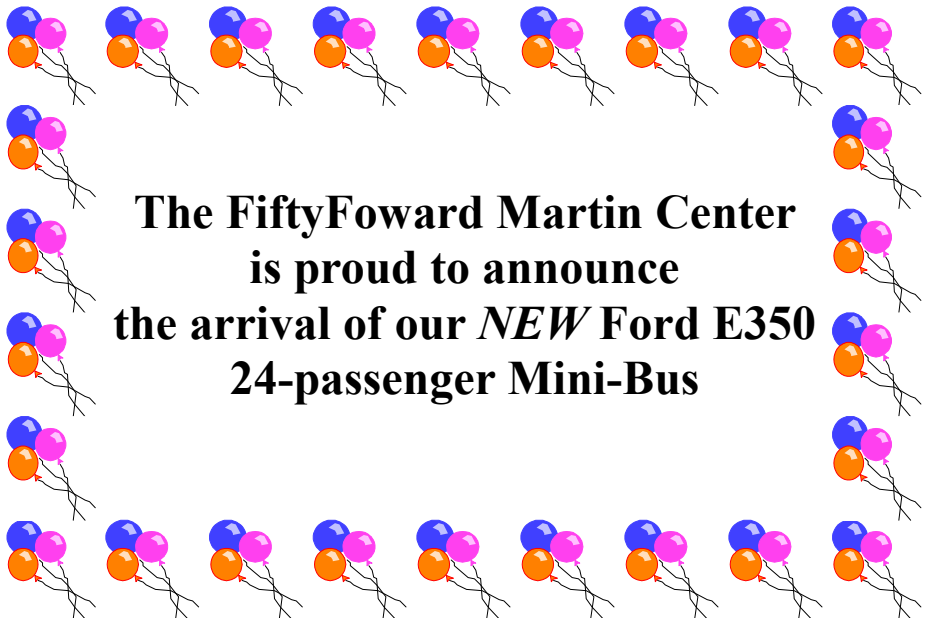 The FiftyFoward Martin Center
is proud to announce
the arrival of our NEW Ford E350
24-passenger Mini-Bus